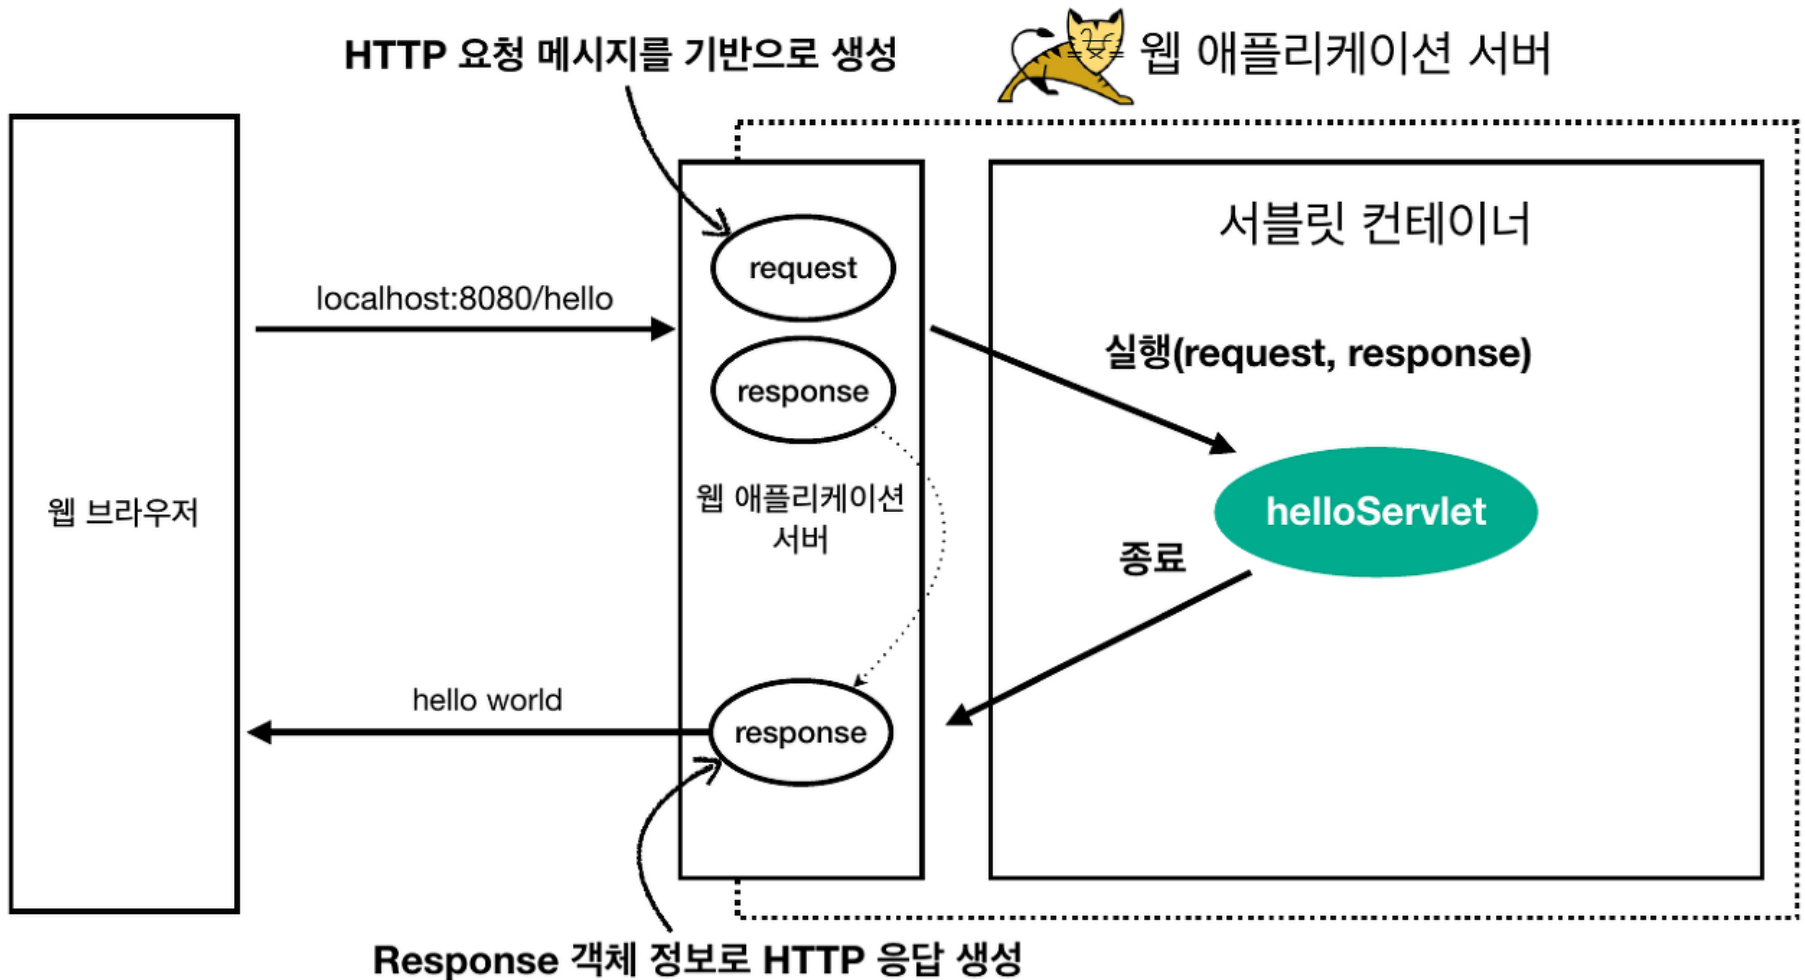 HTTP 요청 메시지를 기반으로 생성
웹 애플리케이션 서버
서블릿 컨테이너
request
localhost:8080/hello
실행(request, response)
response
웹 브라우저
웹 애플리케이션
서버
helloServlet
종료
hello world
response
Response 객체 정보로 HTTP 응답 생성